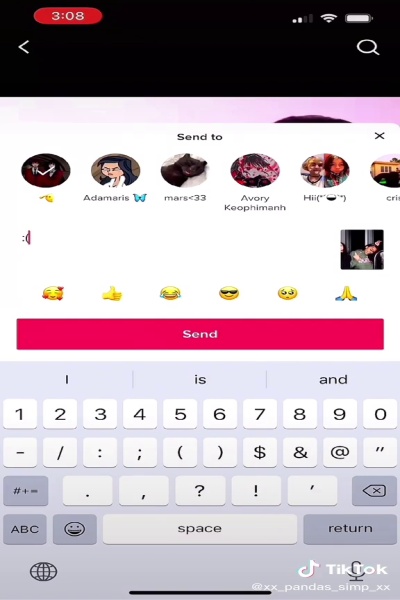 3:08
Send to
Adamaris 🦋
mars<33
Avory
Keophimanh
Hii(*´◒`*)
cris
:(
Send
I is and
1 2 3 4 5 6 7 8 9 0
- / : ; ( ) $ & @ "
#+= . , ? ! '
ABC space return
TikTok
@xx_pandas_simp_xx